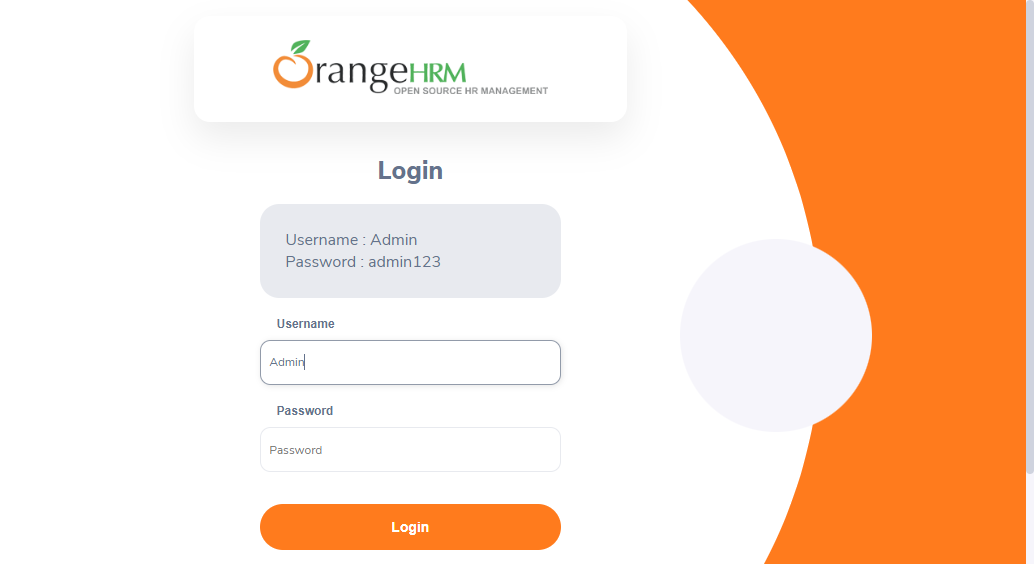 OrangeHRM
OPEN SOURCE HR MANAGEMENT
Login
Username : Admin
Password : admin123
Username
Admin
Password
Password
Login